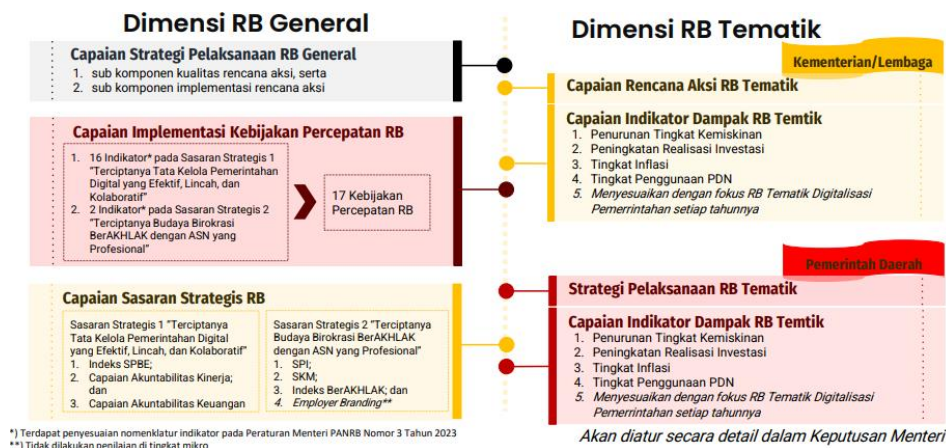 Dimensi RB General
Capaian Strategi Pelaksanaan RB General
1. sub komponen kualitas rencana aksi, serta
2. sub komponen implementasi rencana aksi
Capaian Implementasi Kebijakan Percepatan RB
1. 16 Indikator* pada Sasaran Strategis 1
"Terciptanya Tata Kelola Pemerintahan
Digital yang Efektif, Lincah, dan
Kolaboratif"
2. 2 Indikator* pada Sasaran Strategis 2
"Terciptanya Budaya Birokrasi
BerAKHLAK dengan ASN yang
Profesional"
17 Kebijakan
Percepatan RB
Capaian Sasaran Strategis RB
Sasaran Strategis 1 "Terciptanya
Tata Kelola Pemerintahan Digital
yang Efektif, Lincah, dan Kolaboratif"
1. Indeks SPBE;
2. Capaian Akuntabilitas Kinerja;
dan
3. Capaian Akuntabilitas Keuangan
Sasaran Strategis 2 "Terciptanya
Budaya Birokrasi BerAKHLAK
dengan ASN yang Profesional"
1. SPI;
2. SKM;
3. Indeks BerAKHLAK; dan
4. Employer Branding**
*) Terdapat penyesuaian nomenklatur indikator pada Peraturan Menteri PANRB Nomor 3 Tahun 2023
**) Tidak dilakukan penilaian di tingkat mikro
Dimensi RB Tematik
Kementerian/Lembaga
Capaian Rencana Aksi RB Tematik
Capaian Indikator Dampak RB Temtik
1. Penurunan Tingkat Kemiskinan
2. Peningkatan Realisasi Investasi
3. Tingkat Inflasi
4. Tingkat Penggunaan PDN
5. Menyesuaikan dengan fokus RB Tematik Digitalisasi
Pemerrintahan setiap tahunnya
Pemerintah Daerah
Strategi Pelaksanaan RB Tematik
Capaian Indikator Dampak RB Temtik
1. Penurunan Tingkat Kemiskinan
2. Peningkatan Realisasi Investasi
3. Tingkat Inflasi
4. Tingkat Penggunaan PDN
5. Menyesuaikan dengan fokus RB Tematik Digitalisasi
Pemerintahan setiap tahunnya
Akan diatur secara detail dalam Keputusan Menteri